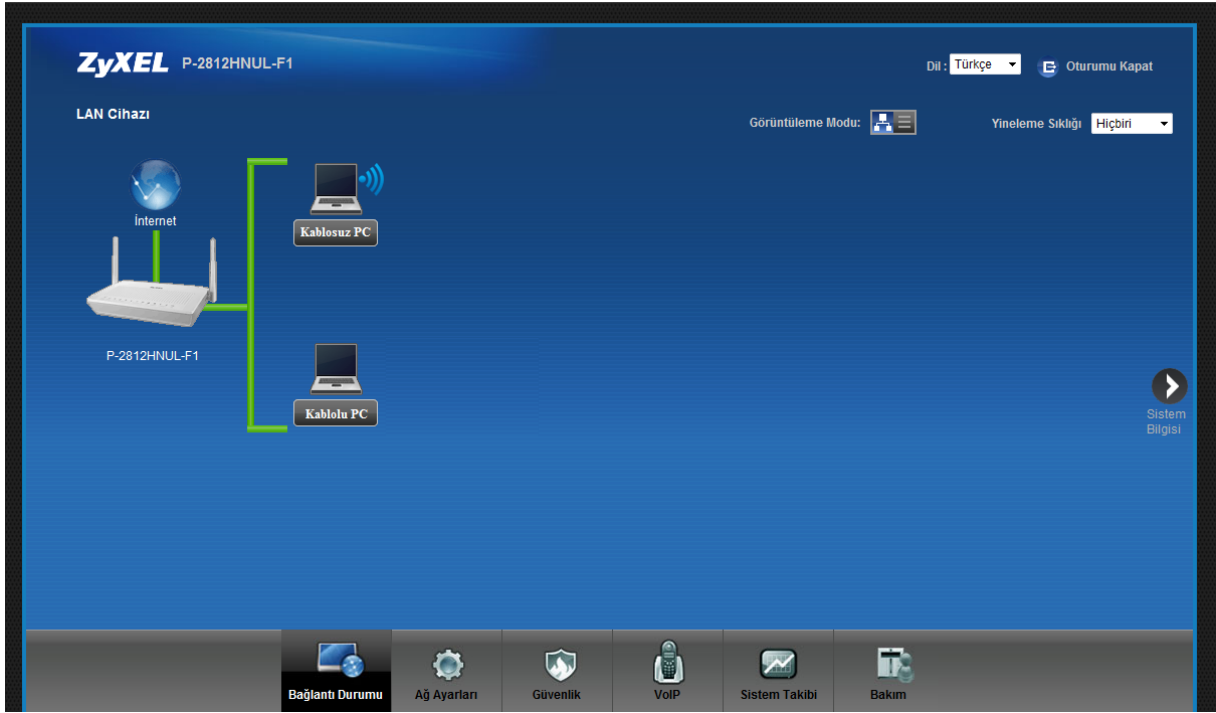 ZyXEL P-2812HNUL-F1
Dil : Türkçe
Oturumu Kapat
LAN Cihazı
Görüntüleme Modu:
Yineleme Sıklığı Hiçbiri
İnternet
Kablosuz PC
P-2812HNUL-F1
Kablolu PC
Sistem
Bilgisi
Bağlantı Durumu
Ağ Ayarları
Güvenlik
VoIP
Sistem Takibi
Bakım